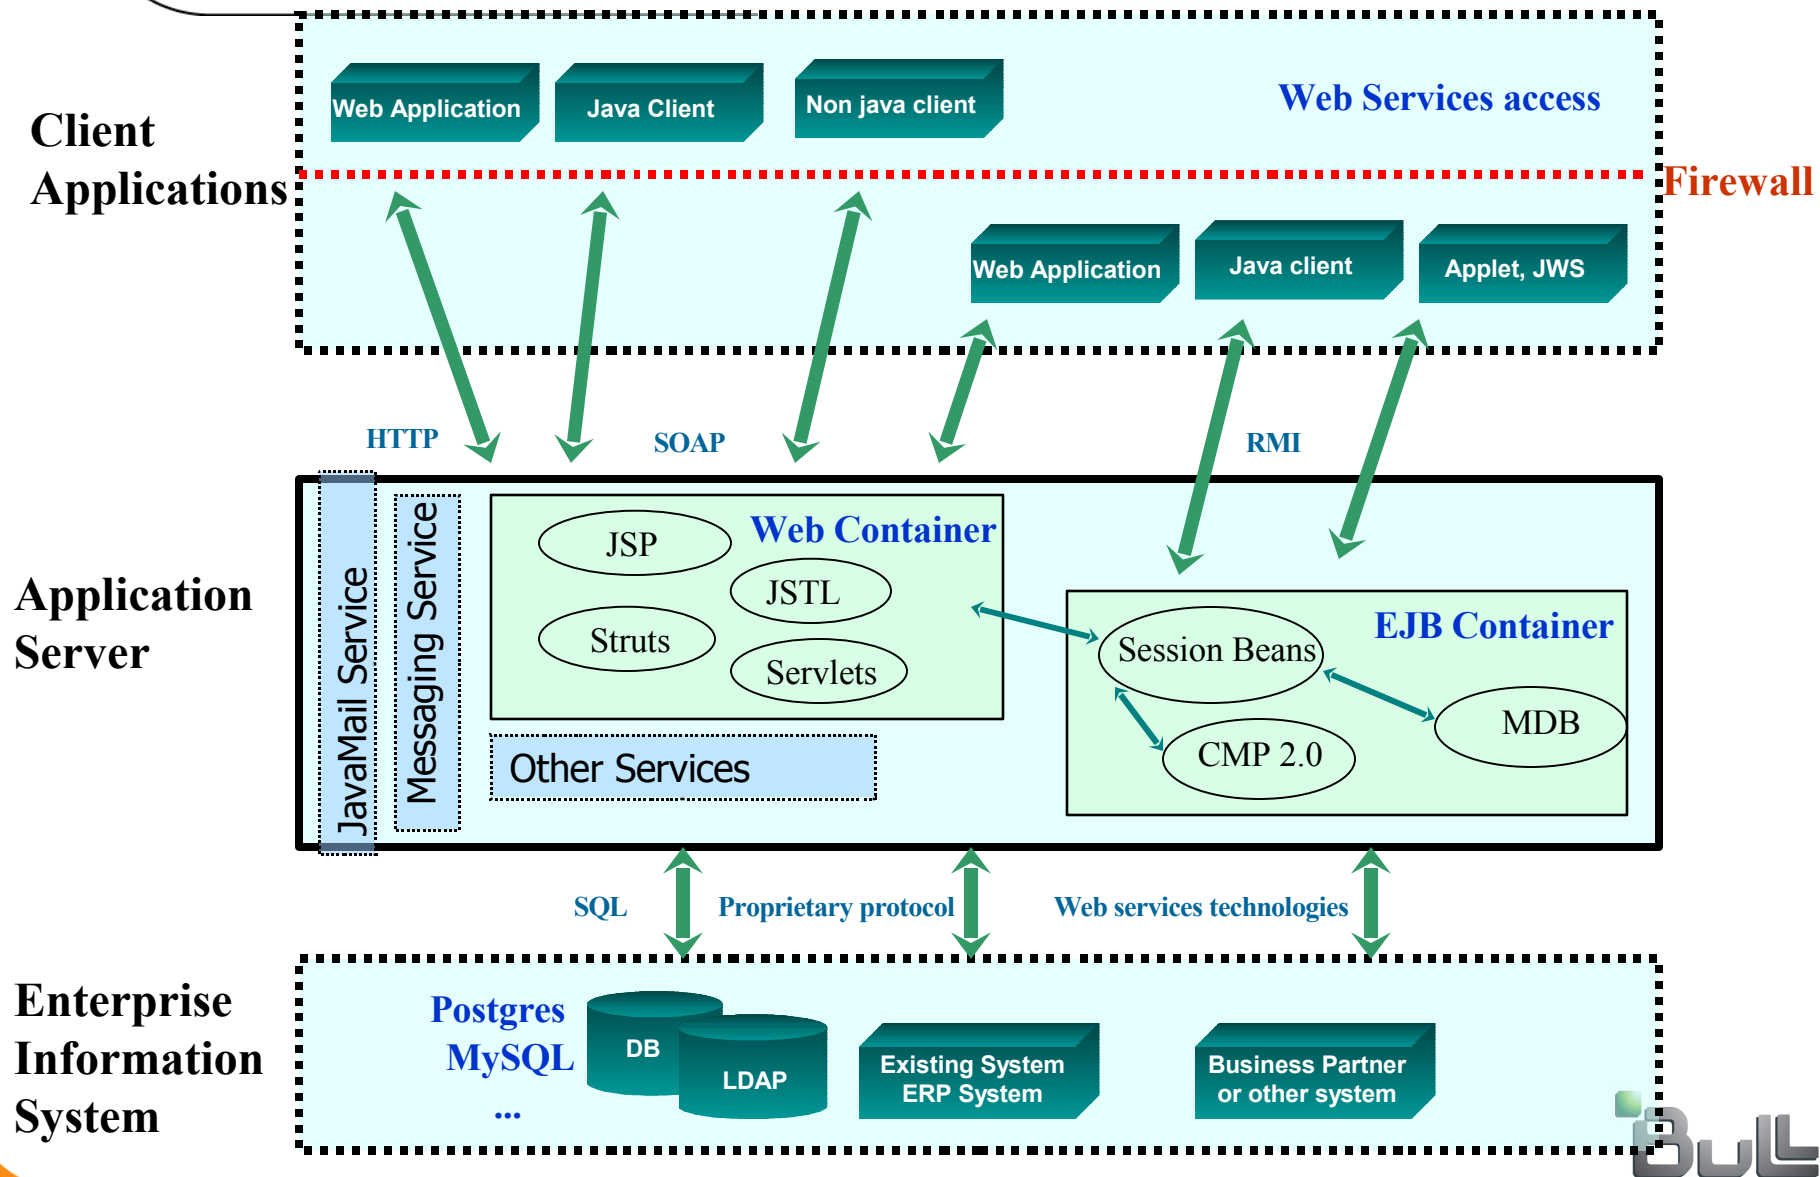 Client
Applications
Web Application
Java Client
Non java client
Web Services access
Firewall
Web Application
Java client
Applet, JWS
HTTP
SOAP
RMI
Application
Server
JavaMail Service
Messaging Service
Web Container
JSP
JSTL
Struts
Servlets
Other Services
EJB Container
Session Beans
MDB
CMP 2.0
SQL
Proprietary protocol
Web services technologies
Enterprise
Information
System
Postgres
MySQL
...
DB
LDAP
Existing System
ERP System
Business Partner
or other system
Bull